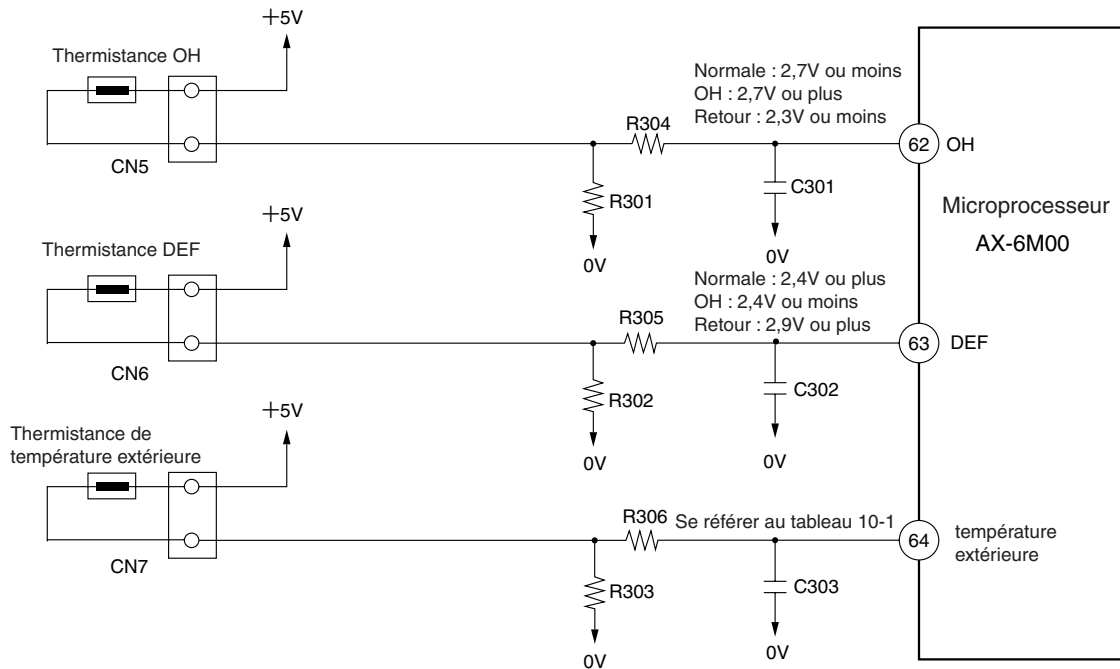 +5V
Thermistance OH
CN5
R304
R301
0V
Normale : 2,7V ou moins
OH : 2,7V ou plus
Retour : 2,3V ou moins
C301
0V
62
OH
Microprocesseur
AX-6M00
+5V
Thermistance DEF
CN6
R305
R302
0V
Normale : 2,4V ou plus
OH : 2,4V ou moins
Retour : 2,9V ou plus
C302
0V
63
DEF
+5V
Thermistance de
température extérieure
CN7
R306
R303
0V
Se référer au tableau 10-1
C303
0V
64
température
extérieure